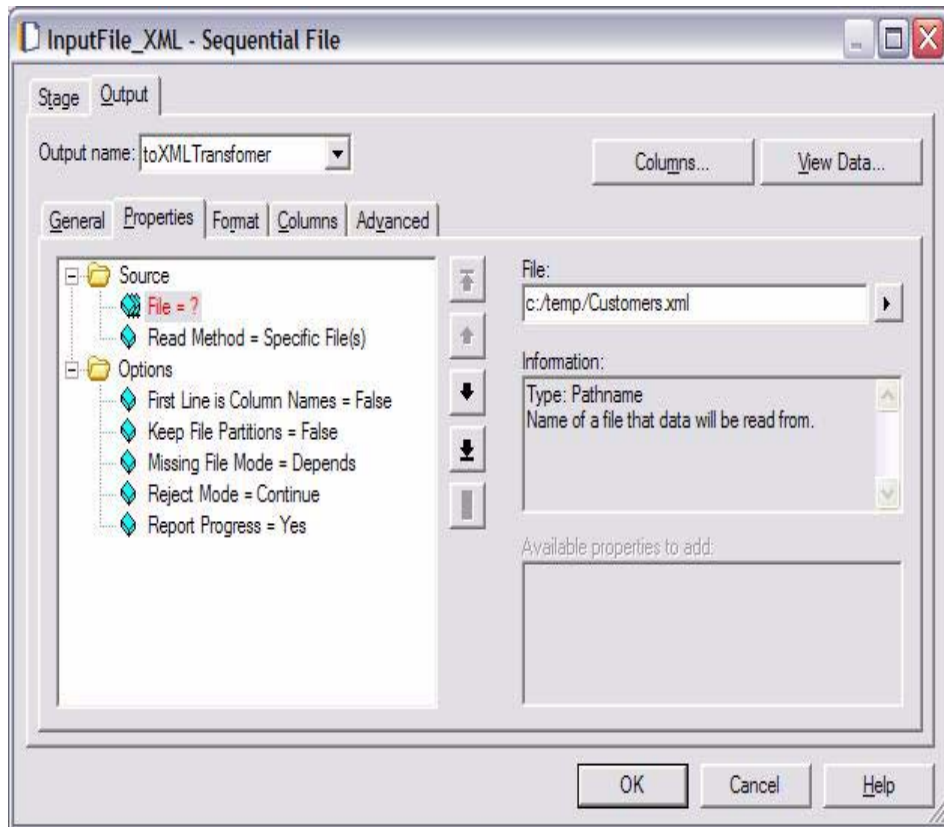 InputFile_XML - Sequential File
Stage
Output
Output name:
toXMLTransfomer
Columns...
View Data...
General
Properties
Format
Columns
Advanced
Source
File = ?
Read Method = Specific File(s)
Options
First Line is Column Names = False
Keep File Partitions = False
Missing File Mode = Depends
Reject Mode = Continue
Report Progress = Yes
File:
c:/temp/Customers.xml
Information:
Type: Pathname
Name of a file that data will be read from.
Available properties to add:
OK
Cancel
Help